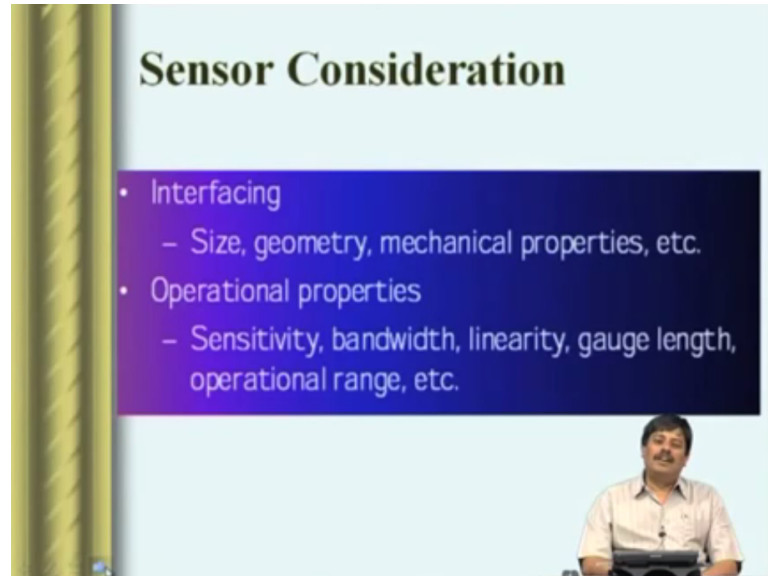 Sensor Consideration
• Interfacing
– Size, geometry, mechanical properties, etc.
• Operational properties
– Sensitivity, bandwidth, linearity, gauge length,
operational range, etc.